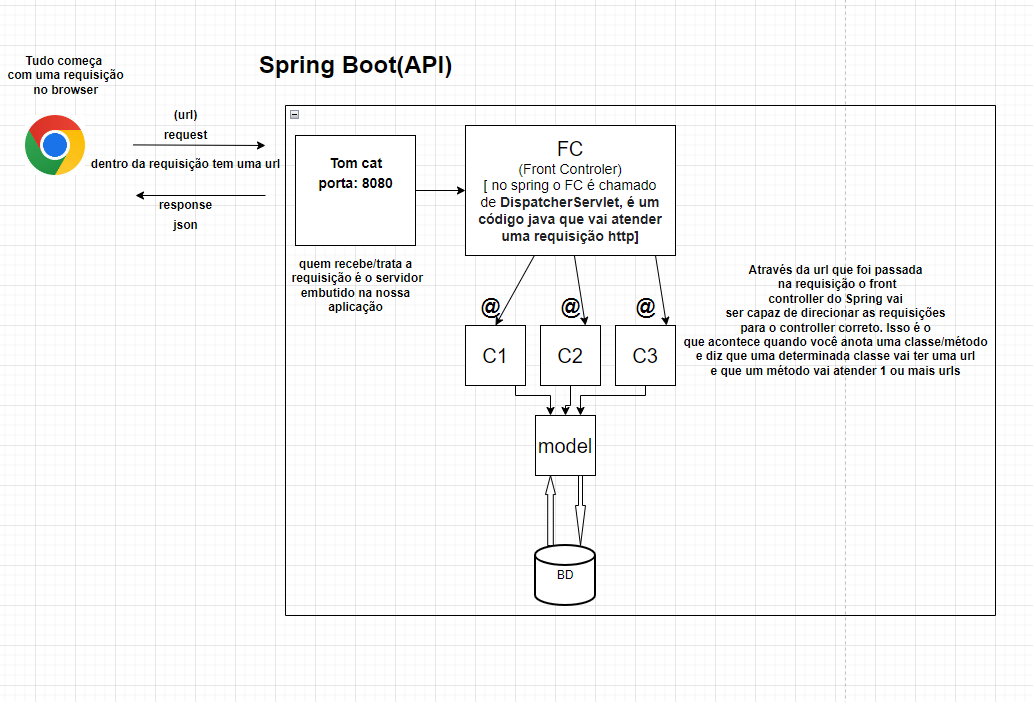 Tudo começa
com uma requisição
no browser
Spring Boot(API)
(url)
request
dentro da requisição tem uma url
response
json
Tom cat
porta: 8080
quem recebe/trata a
requisição é o servidor
embutido na nossa
aplicação
FC
(Front Controler)
[ no spring o FC é chamado
de DispatcherServlet, é um
código java que vai atender
uma requisição http]
@
@
@
C1
C2
C3
Através da url que foi passada
na requisição o front
controller do Spring vai
ser capaz de direcionar as requisições
para o controller correto. Isso é o
que acontece quando você anota uma classe/método
e diz que uma determinada classe vai ter uma url
e que um método vai atender 1 ou mais urls
model
BD